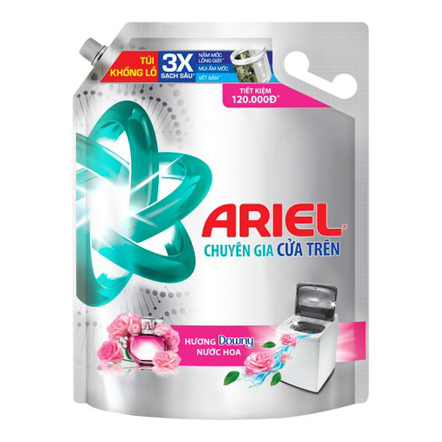 TÚI
KHỔNG LỒ
3X
SẠCH SÂU*
NẤM MỐC
LỒNG GIẶT*
MÙI ẨM MỐC
VẾT BẨN*
TIẾT KIỆM
120.000Đ*
ARIEL
CHUYÊN GIA CỬA TRÊN
HƯƠNG Downy
NƯỚC HOA